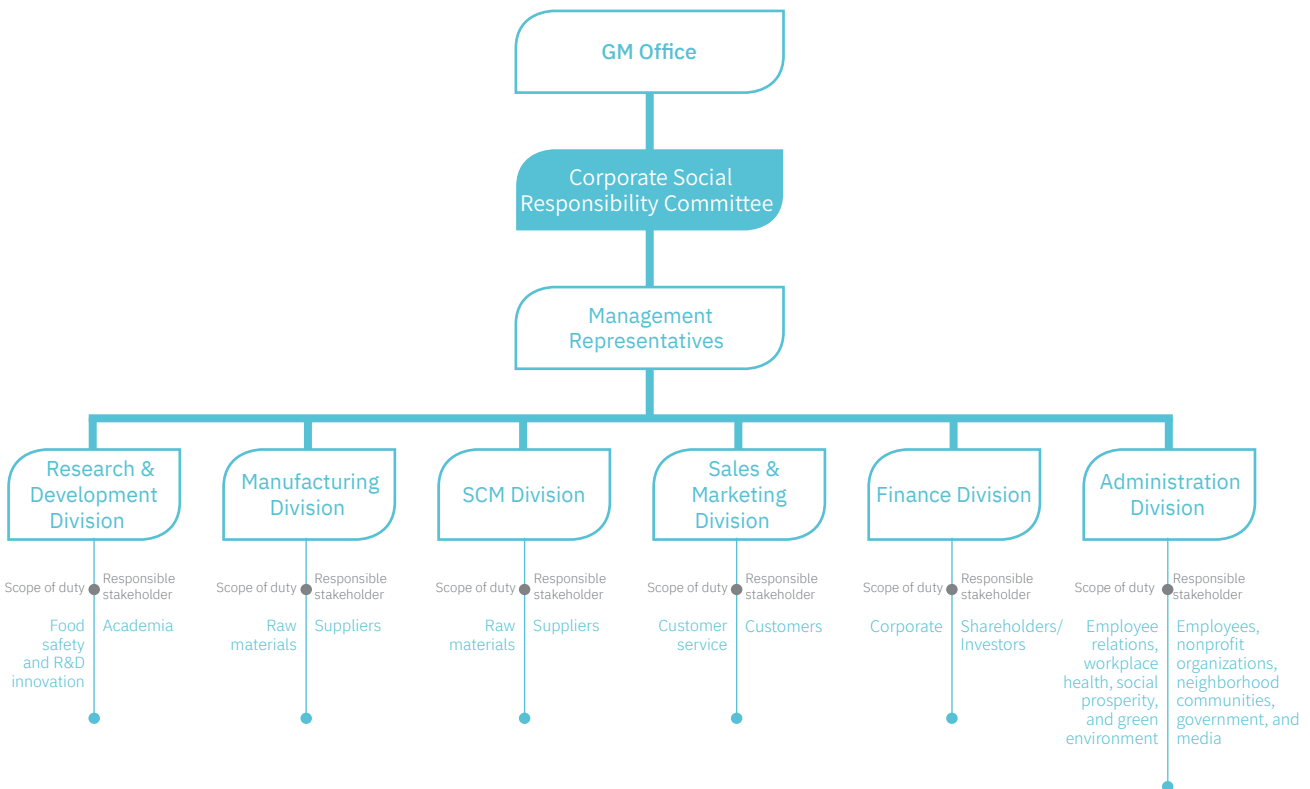 GM Office
Corporate Social
Responsibility Committee
Management
Representatives
Research &
Development
Division
Manufacturing
Division
SCM Division
Sales &
Marketing
Division
Finance Division
Administration
Division
Scope of duty
Responsible
stakeholder
Food
safety
and R&D
innovation
Academia
Scope of duty
Responsible
stakeholder
Raw
materials
Suppliers
Scope of duty
Responsible
stakeholder
Raw
materials
Suppliers
Scope of duty
Responsible
stakeholder
Customer
service
Customers
Scope of duty
Responsible
stakeholder
Corporate
Shareholders/
Investors
Scope of duty
Responsible
stakeholder
Employee
relations,
workplace
health, social
prosperity,
and green
environment
Employees,
nonprofit
organizations,
neighborhood
communities,
government, and
media